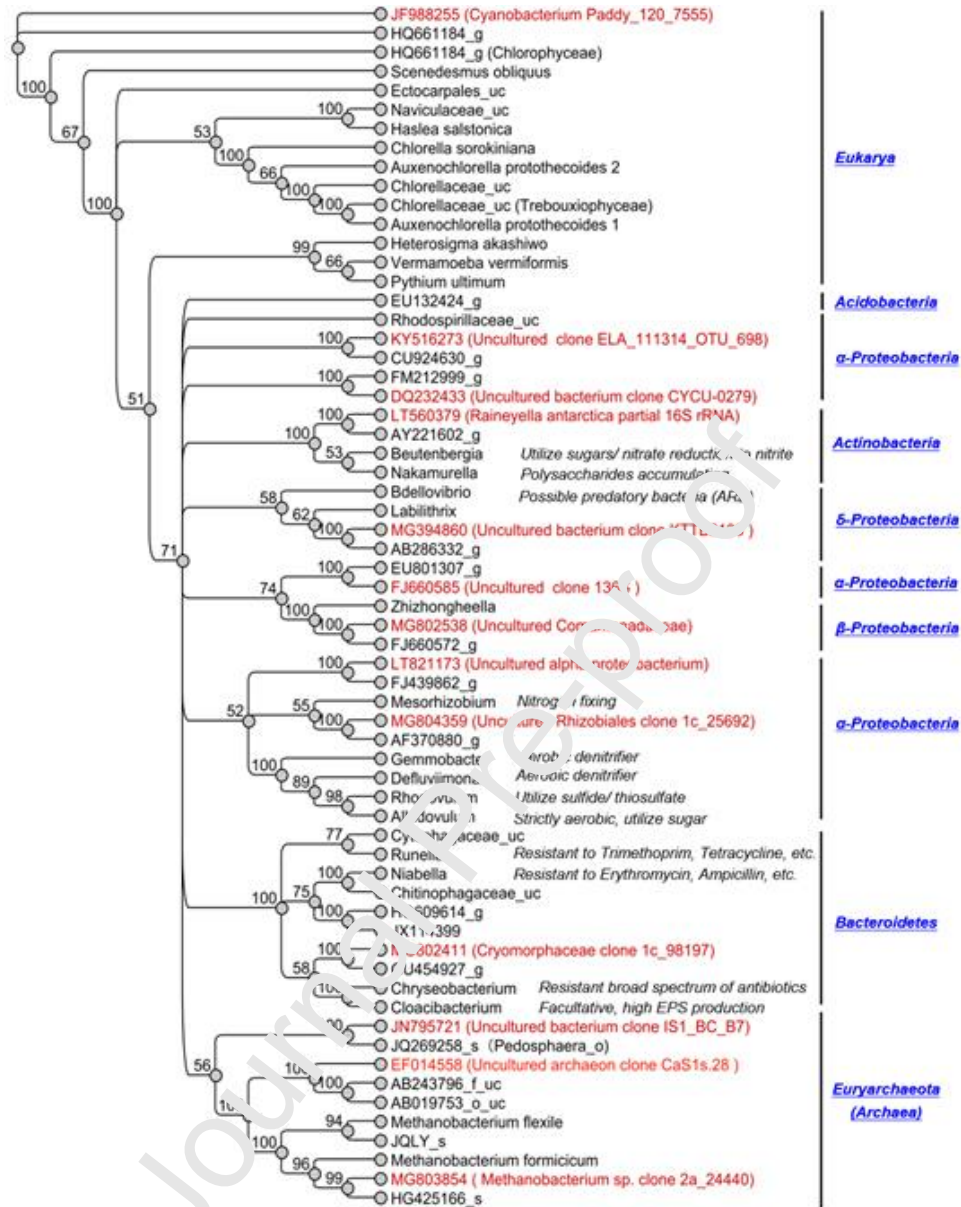 JF988255 (Cyanobacterium Paddy_120_7555)
HQ661184_g
100 HQ661184_g (Chlorophyceae)
Scenedesmus obliquus
67 Ectocarpales_uc
100 Naviculaceae_uc
53 Haslea salstonica
100 Chlorella sorokiniana
66 Auxenochlorella protothecoides 2
Eukarya
100 Chlorellaceae_uc
100 100 Chlorellaceae_uc (Trebouxiophyceae)
Auxenochlorella protothecoides 1
99 Heterosigma akashiwo
66 Vermamoeba vermiformis
Pythium ultimum
EU132424_g
Acidobacteria
Rhodospirillaceae_uc
100 KY516273 (Uncultured clone ELA_111314_OTU_698)
CU924630_g
α-Proteobacteria
100 FM212999_g
51 DQ232433 (Uncultured bacterium clone CYCU-0279)
100 LT560379 (Raineyella antarctica partial 16S rRNA)
100 AY221602_g
Actinobacteria
53 Beutenbergia Utilize sugars/ nitrate nitrite
Nakamurella Polysaccharides
58 Bdellovibrio Possible predatory bacteria
62 Labilithrix
100 MG394860 (Uncultured bacterium clone
δ-Proteobacteria
71 AB286332_g
100 EU801307_g
74 FJ660585 (Uncultured clone
α-Proteobacteria
100 Zhizhongheella
100 MG802538 (Uncultured
β-Proteobacteria
FJ660572_g
100 LT821173 (Uncultured
FJ439862_g
52 55 Mesorhizobium fixing
100 MG804359 Rhizobiales clone 1c_25692)
α-Proteobacteria
AF370880_g
100 denitrifier
89 Aerobic denitrifier
98 Utilize sulfide/ thiosulfate
Strictly aerobic, utilize sugar
77
Resistant to Trimethoprim, Tetracycline, etc.
100 Niabella Resistant to Erythromycin, Ampicillin, etc.
100 75 Chitinophagaceae_uc
100
Bacteroidetes
100 (Cryomorphaceae clone 1c_98197)
58 GU454927_g
Chryseobacterium Resistant broad spectrum of antibiotics
Cloacibacterium Facultative, high EPS production
JN795721 (Uncultured bacterium clone IS1_BC_B7)
56 JQ269258_s (Pedosphaera_o)
EF014558 (Uncultured archaeon CaS1s.28 )
100 AB243796_f_uc
Euryarchaeota
AB019753_o_uc
(Archaea)
94 Methanobacterium flexile
100 JQLY_s
96 Methanobacterium formicicum
99 MG803854 ( Methanobacterium sp. clone 2a_24440)
HG425166_s
Journal Pre-proof